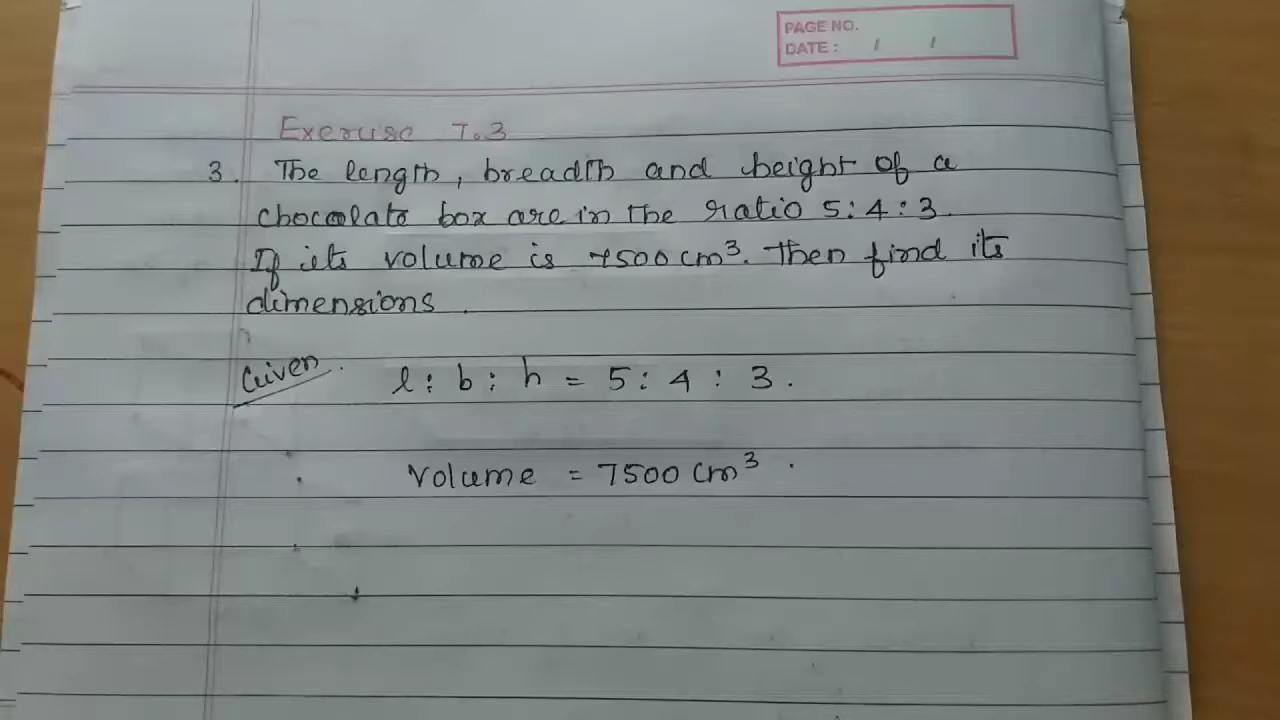 PAGE NO.
DATE : / /
Exercise 7.3
3. The length, breadth and height of a
chocolate box are in the ratio 5:4:3.
If its volume is 7500 cm³. Then find its
dimensions.
Given. l : b : h = 5 : 4 : 3.
Volume = 7500 cm³.